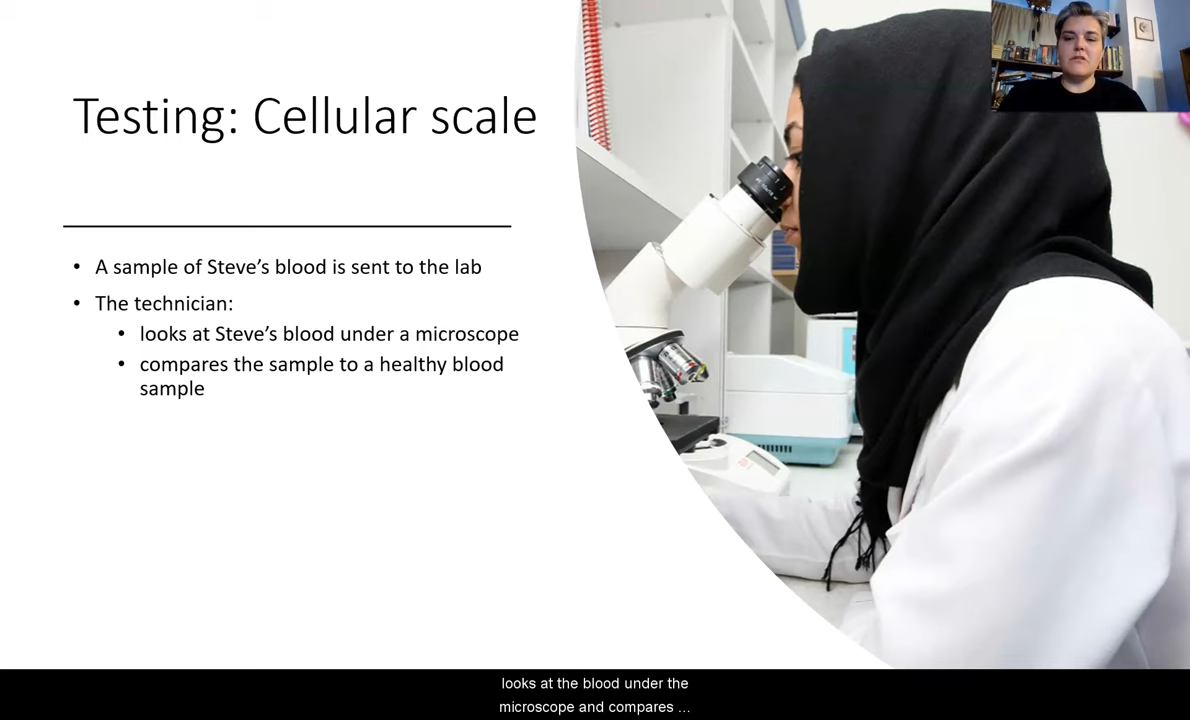 Testing: Cellular scale
• A sample of Steve's blood is sent to the lab
• The technician:
• looks at Steve's blood under a microscope
• compares the sample to a healthy blood
sample
looks at the blood under the
microscope and compares ...